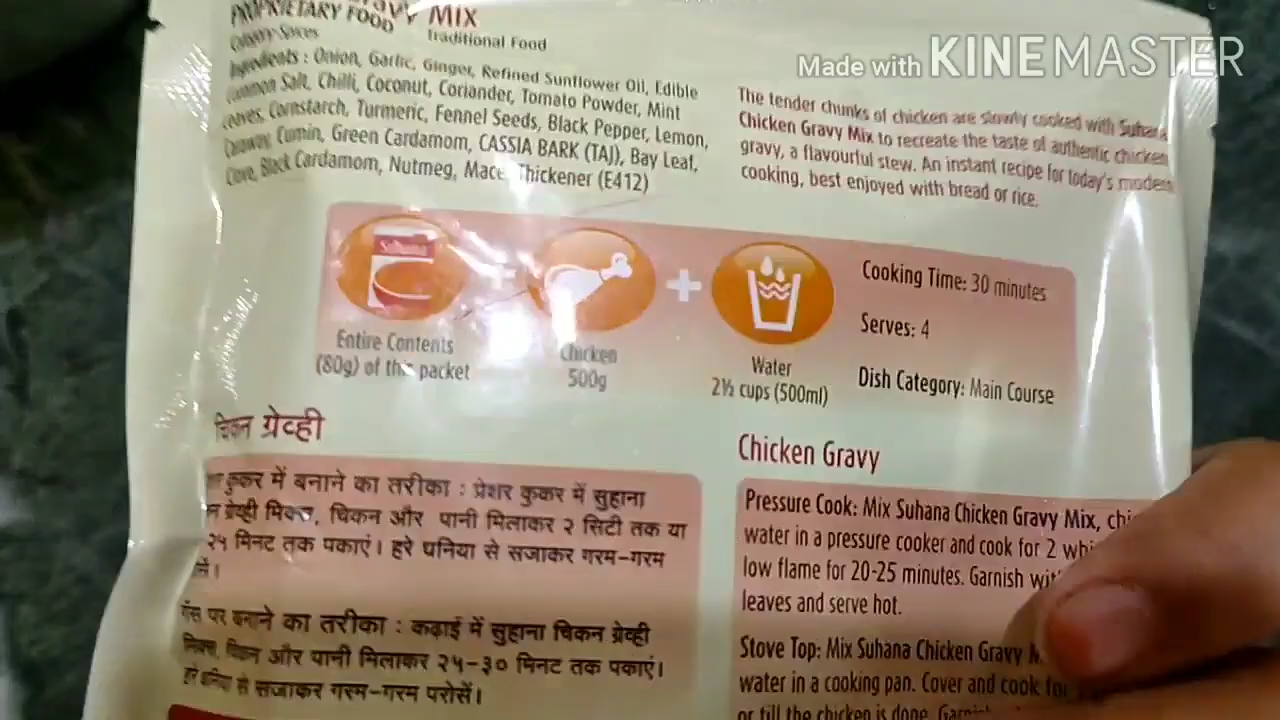 GRAVY MIX
PROPRIETARY FOOD
Traditional Food
Category-Spices
Ingredients : Onion, Garlic, Ginger, Refined Sunflower Oil, Edible
Common Salt, Chilli, Coconut, Coriander, Tomato Powder, Mint
Leaves, Cornstarch, Turmeric, Fennel Seeds, Black Pepper, Lemon,
Caraway, Cumin, Green Cardamom, CASSIA BARK (TAJ), Bay Leaf,
Clove, Black Cardamom, Nutmeg, Mace, Thickener (E412)
Made with KINEMASTER
The tender chunks of chicken are slowly cooked with Suhana
Chicken Gravy Mix to recreate the taste of authentic chicken
gravy, a flavourful stew. An instant recipe for today's modern
cooking, best enjoyed with bread or rice.
Suhana
+
Entire Contents
(80g) of this packet
Chicken
500g
Water
2½ cups (500ml)
Cooking Time: 30 minutes
Serves: 4
Dish Category: Main Course
चिकन ग्रेव्ही
कुकर में बनाने का तरीका : प्रेशर कुकर में सुहाना
ग्रेव्ही मिक्स, चिकन और पानी मिलाकर २ सिटी तक या
२५ मिनट तक पकाएं। हरे धनिया से सजाकर गरम-गरम
गॅस पर बनाने का तरीका : कढाई में सुहाना चिकन ग्रेव्ही
मिक्स, चिकन और पानी मिलाकर २५-३० मिनट तक पकाएं।
हरे धनिया से सजाकर गरम-गरम परोसें।
Chicken Gravy
Pressure Cook: Mix Suhana Chicken Gravy Mix, chi
water in a pressure cooker and cook for 2 whi
low flame for 20-25 minutes. Garnish wit
leaves and serve hot.
Stove Top: Mix Suhana Chicken Gravy M
water in a cooking pan. Cover and cook for
or till the chicken is done. Garnish